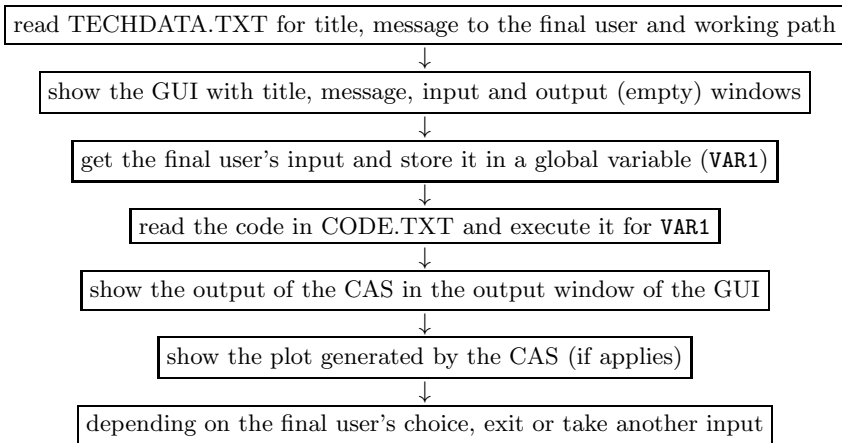 read TECHDATA.TXT for title, message to the final user and working path
↓
show the GUI with title, message, input and output (empty) windows
↓
get the final user's input and store it in a global variable (VAR1)
↓
read the code in CODE.TXT and execute it for VAR1
↓
show the output of the CAS in the output window of the GUI
↓
show the plot generated by the CAS (if applies)
↓
depending on the final user's choice, exit or take another input